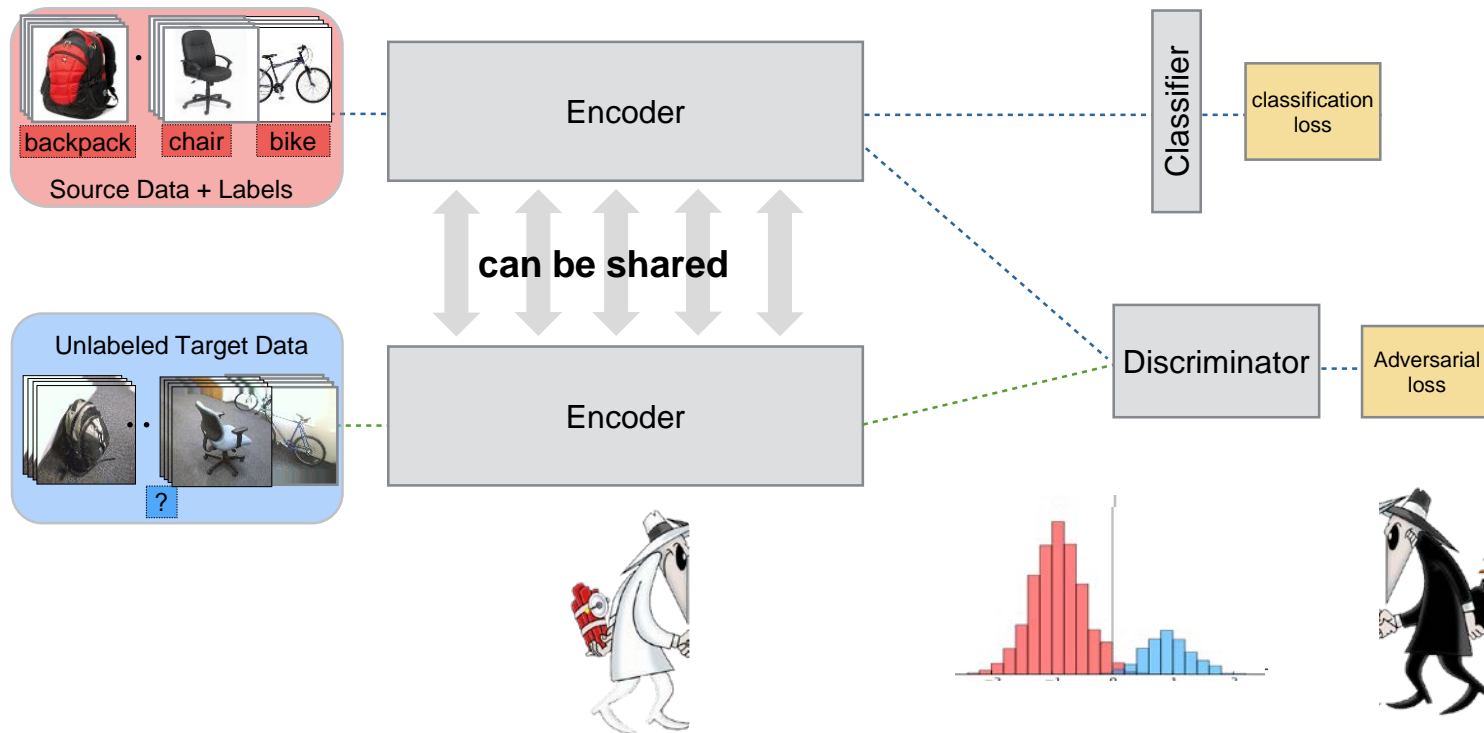 backpack
chair
bike
Source Data + Labels
Encoder
Classifier
classification
loss
can be shared
Unlabeled Target Data
?
Encoder
Discriminator
Adversarial
loss